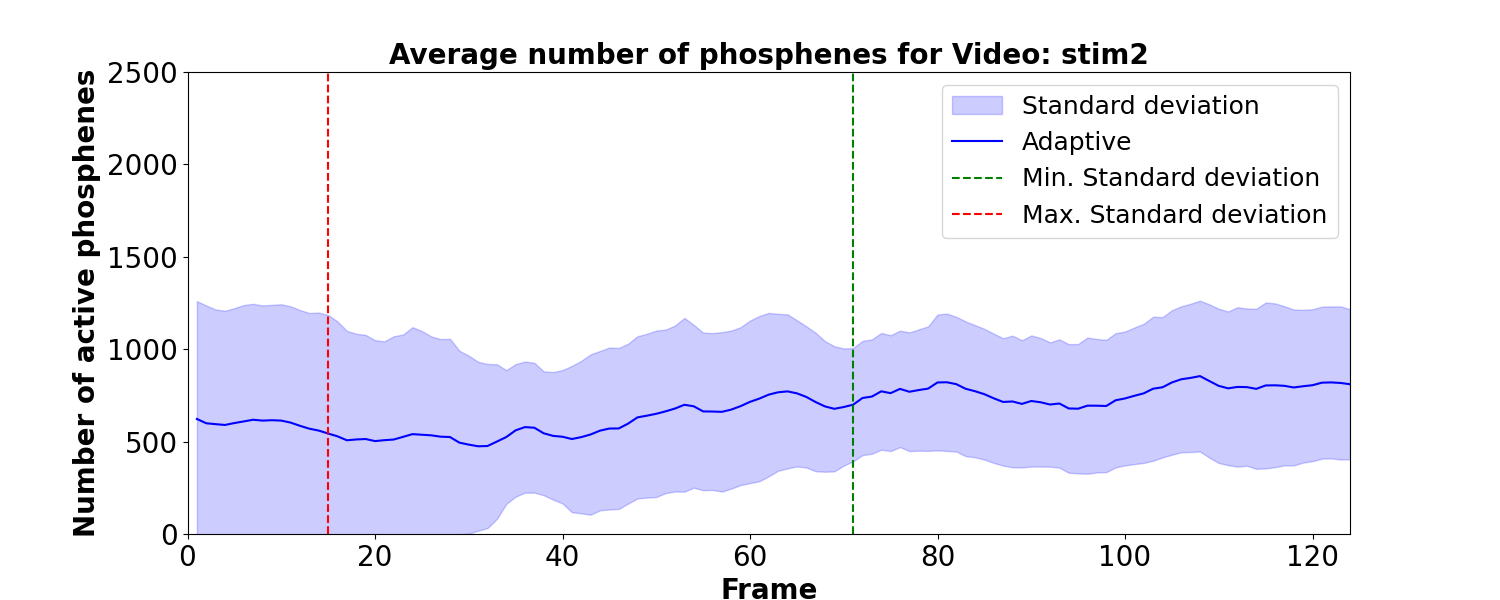 Average number of phosphenes for Video: stim2
Number of active phosphenes
2500
2000
1500
1000
500
0
Standard deviation
Adaptive
Min. Standard deviation
Max. Standard deviation
0 20 40 60 80 100 120
Frame